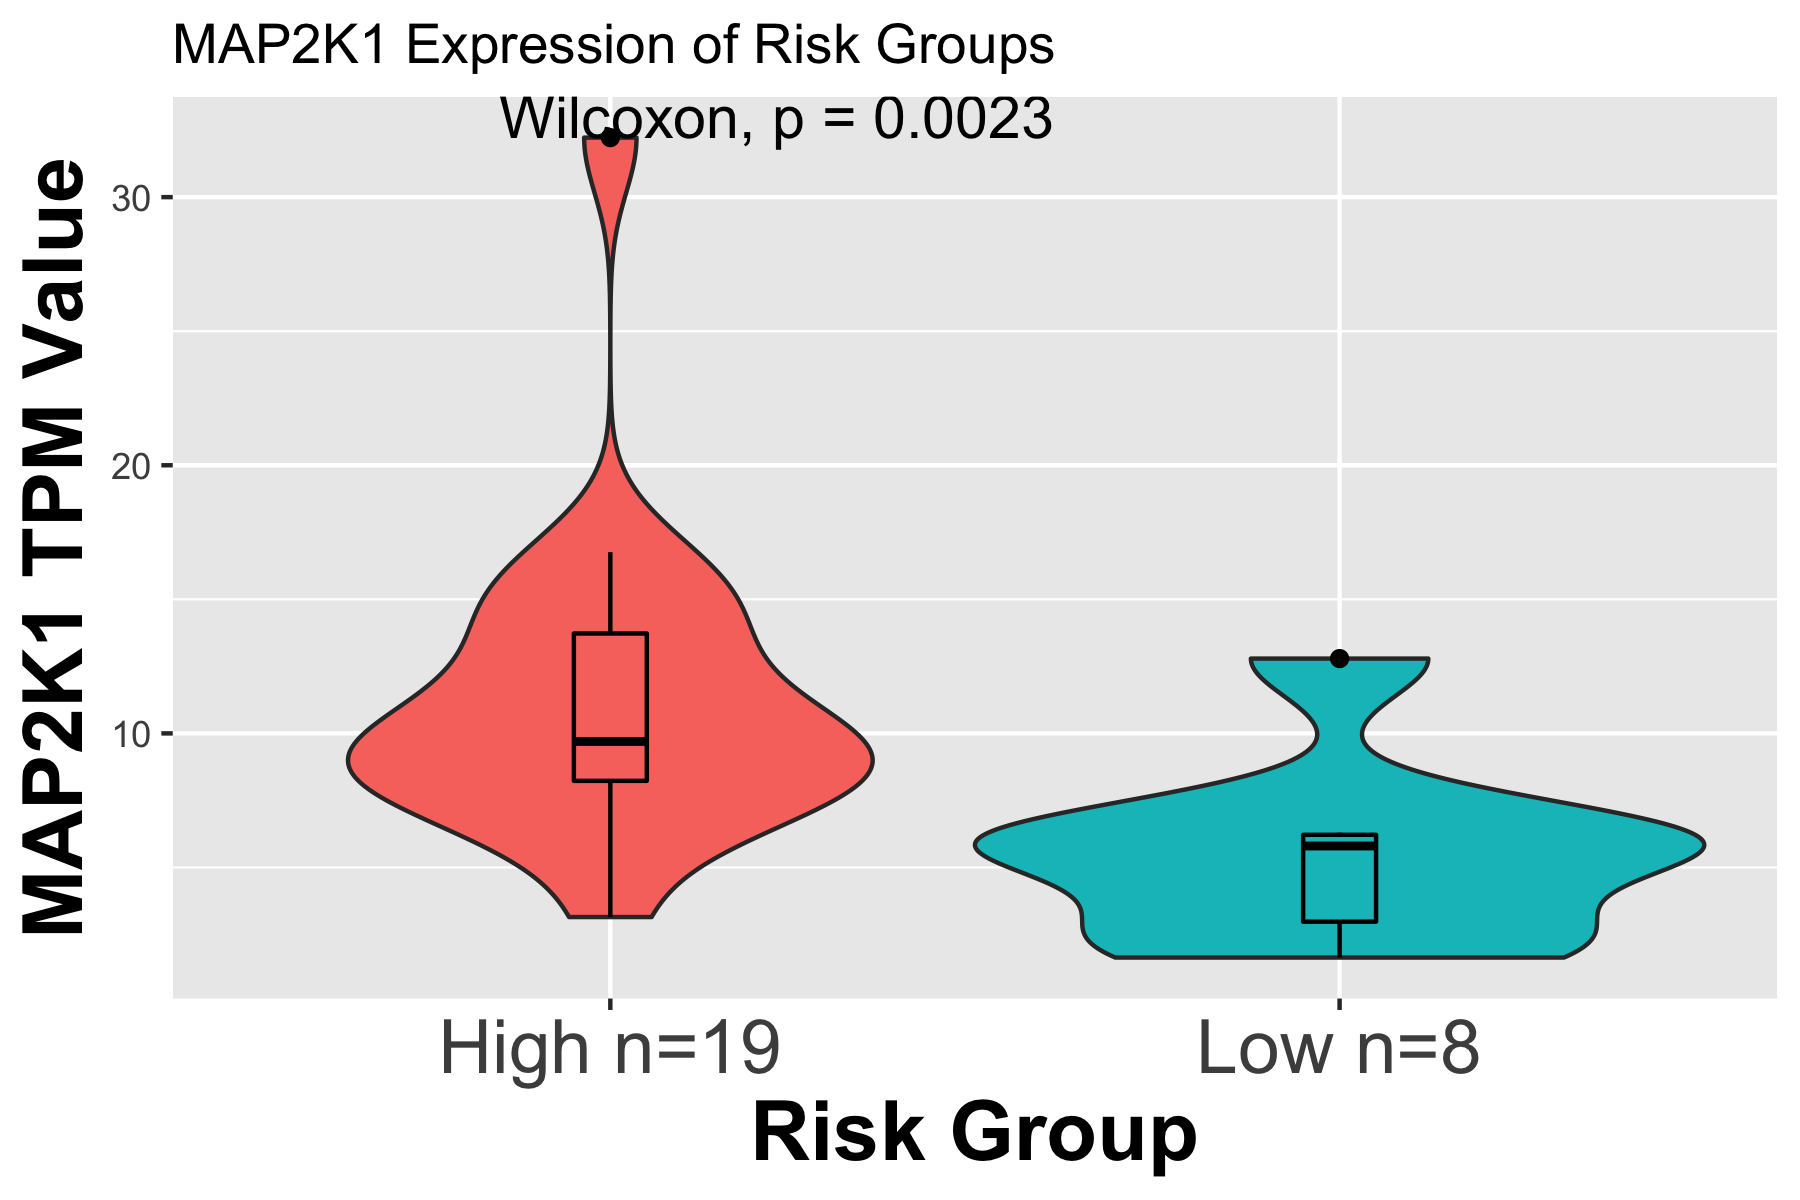 MAP2K1 Expression of Risk Groups
Wilcoxon, p = 0.0023
MAP2K1 TPM Value
30
20
10
High n=19
Low n=8
Risk Group